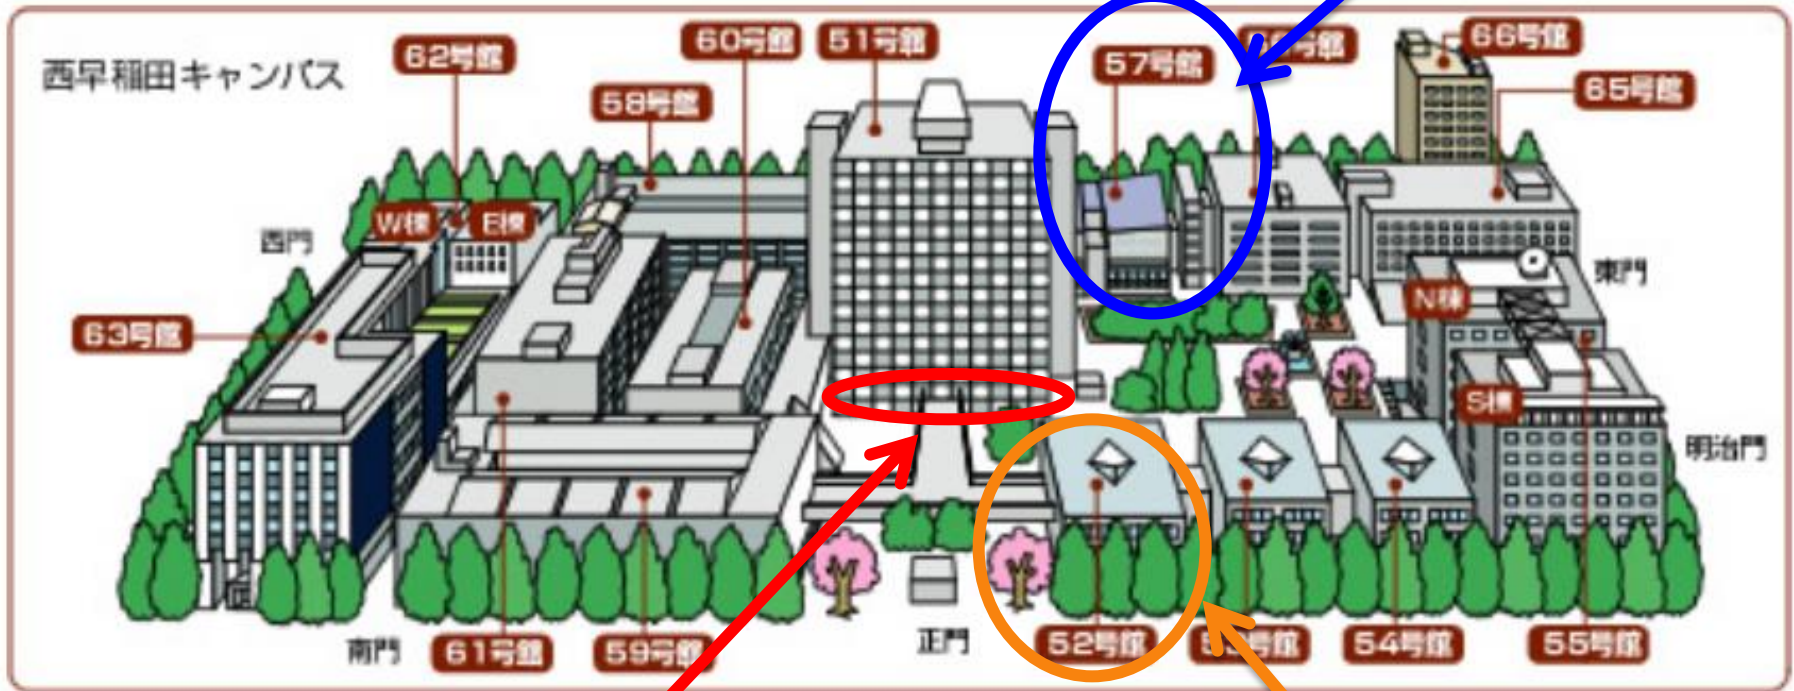 西早稲田キャンパス
62号館
60号館
51号館
58号館
57号館
66号館
65号館
W棟
E棟
西門
東門
63号館
N棟
S棟
明治門
南門
61号館
59号館
正門
52号館
54号館
55号館